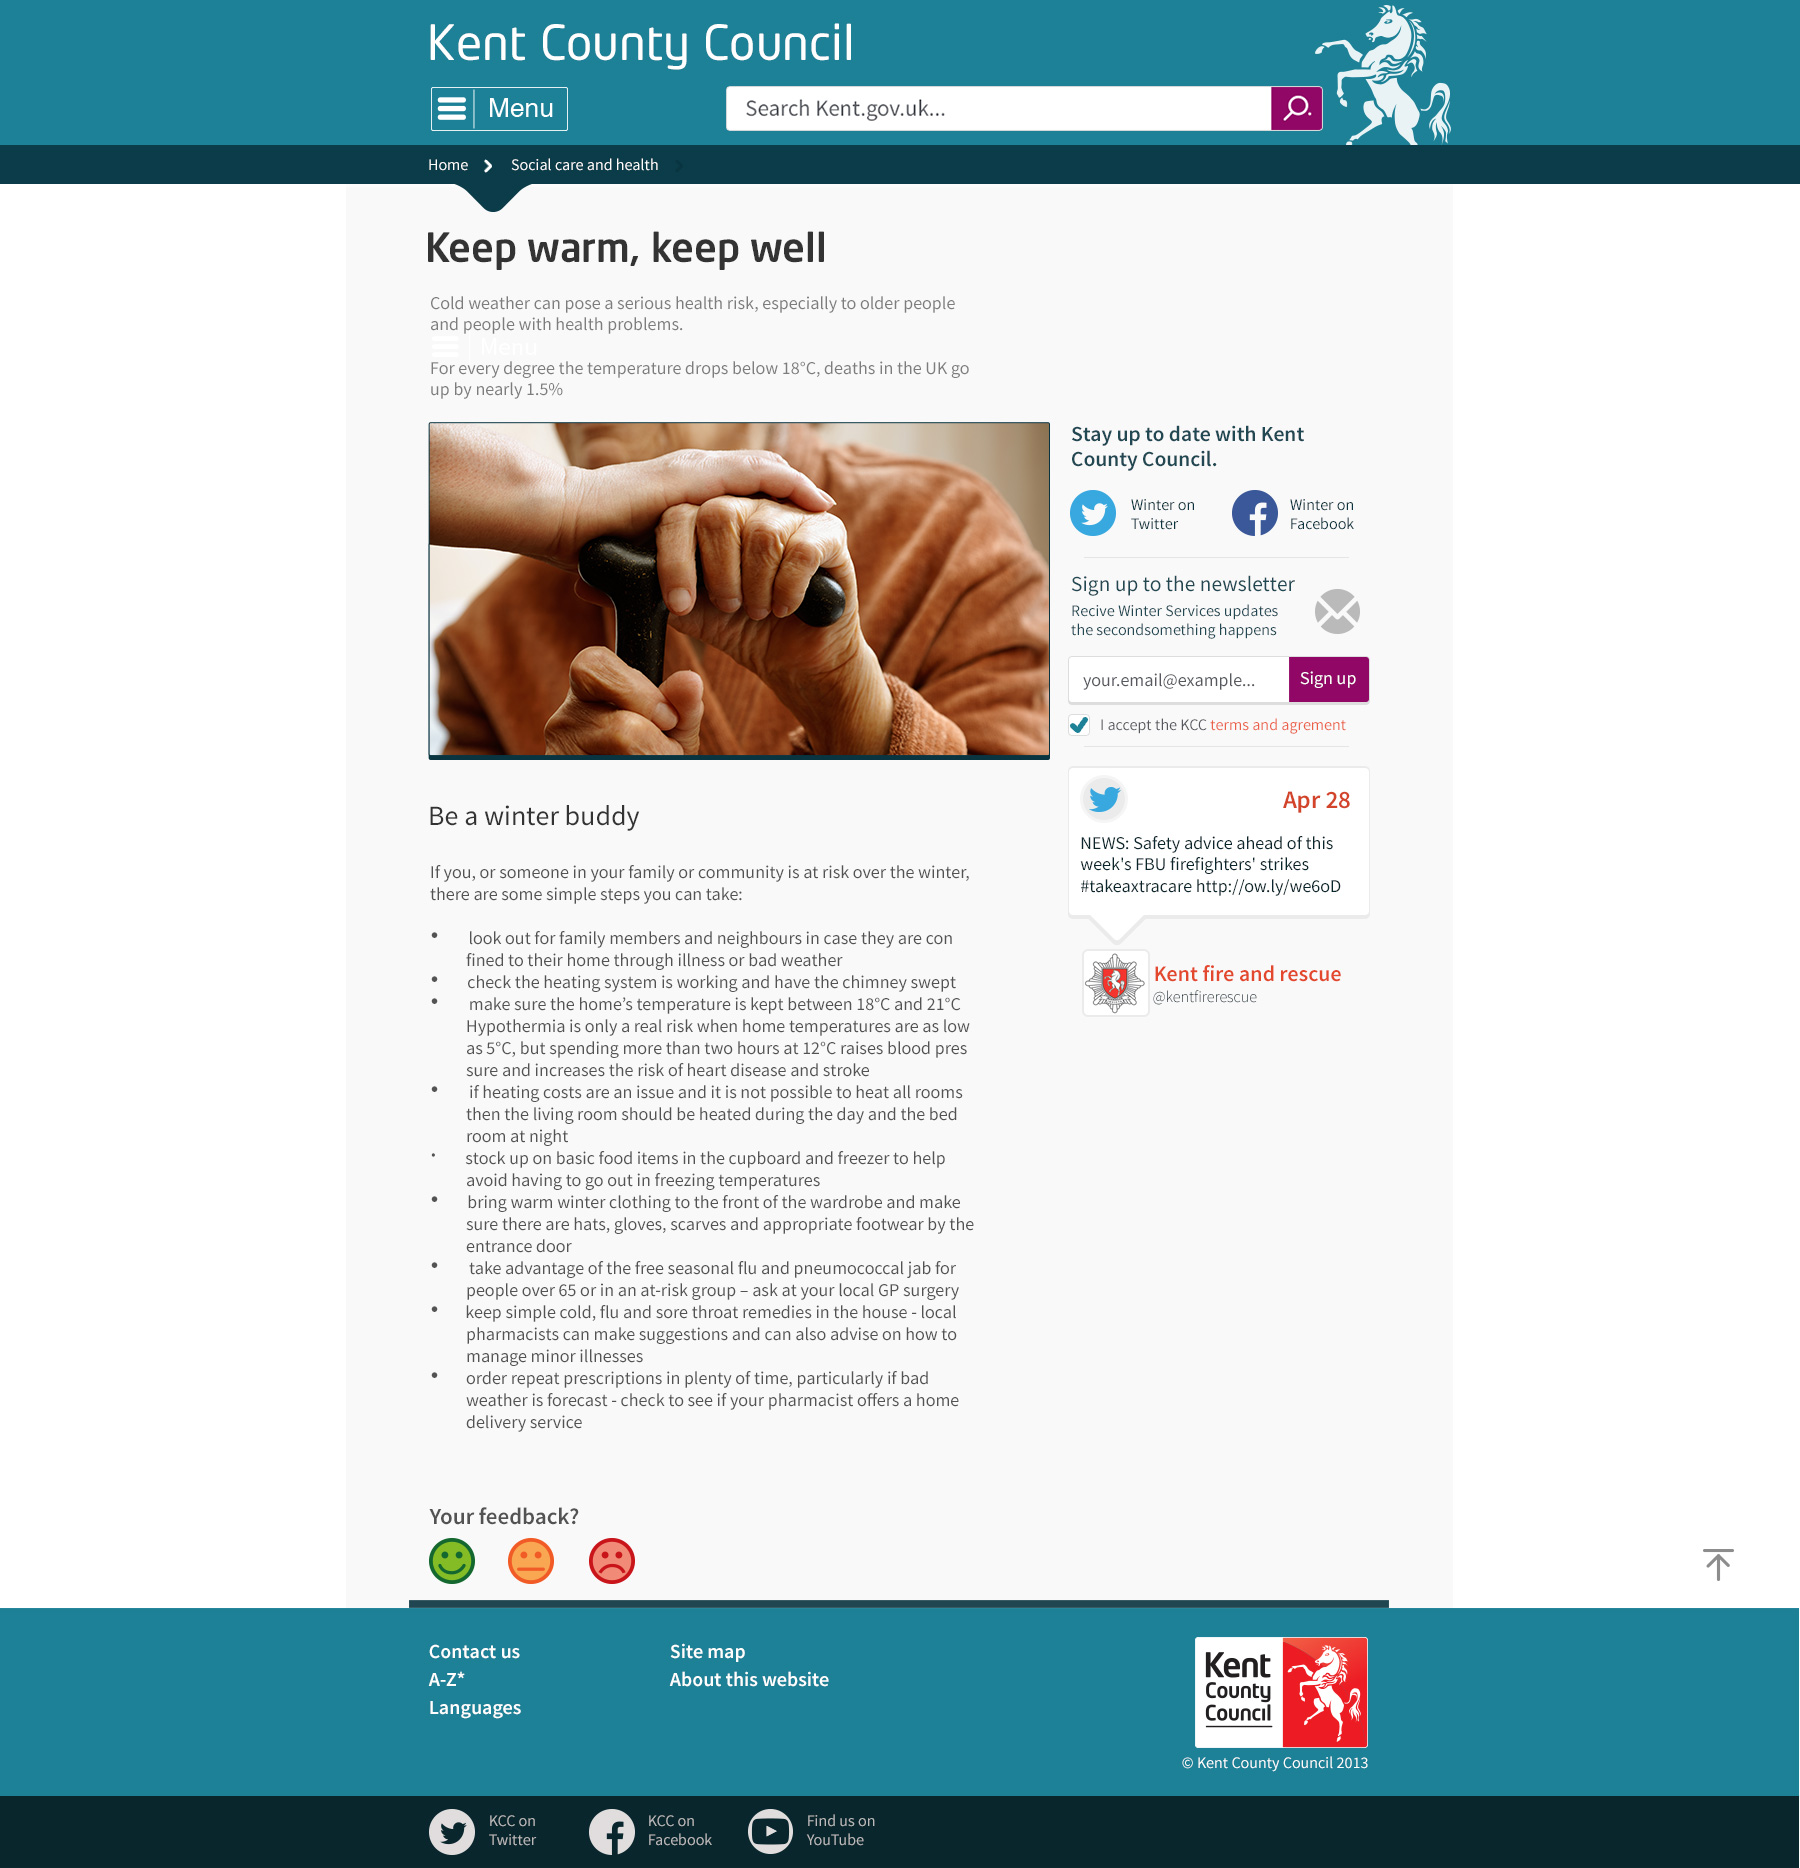 Kent County Council
Menu
Search Kent.gov.uk...
Home
Social care and health
Keep warm, keep well
Cold weather can pose a serious health risk, especially to older people
and people with health problems.
Menu
For every degree the temperature drops below 18°C, deaths in the UK go
up by nearly 1.5%
Stay up to date with Kent
County Council.
Winter on
Twitter
Winter on
Facebook
Sign up to the newsletter
Recive Winter Services updates
the secondsomething happens
your.email@example...
Sign up
I accept the KCC terms and agrement
Apr 28
NEWS: Safety advice ahead of this
week's FBU firefighters' strikes
#takeaxtracare http://ow.ly/we6oD
Kent fire and rescue
@kentfirerescue
Be a winter buddy
If you, or someone in your family or community is at risk over the winter,
there are some simple steps you can take:
• look out for family members and neighbours in case they are con
fined to their home through illness or bad weather
• check the heating system is working and have the chimney swept
• make sure the home’s temperature is kept between 18°C and 21°C
Hypothermia is only a real risk when home temperatures are as low
as 5°C, but spending more than two hours at 12°C raises blood pres
sure and increases the risk of heart disease and stroke
• if heating costs are an issue and it is not possible to heat all rooms
then the living room should be heated during the day and the bed
room at night
• stock up on basic food items in the cupboard and freezer to help
avoid having to go out in freezing temperatures
• bring warm winter clothing to the front of the wardrobe and make
sure there are hats, gloves, scarves and appropriate footwear by the
entrance door
• take advantage of the free seasonal flu and pneumococcal jab for
people over 65 or in an at-risk group – ask at your local GP surgery
• keep simple cold, flu and sore throat remedies in the house - local
pharmacists can make suggestions and can also advise on how to
manage minor illnesses
• order repeat prescriptions in plenty of time, particularly if bad
weather is forecast - check to see if your pharmacist offers a home
delivery service
Your feedback?
Contact us
A-Z*
Languages
Site map
About this website
Kent
County
Council
© Kent County Council 2013
KCC on
Twitter
KCC on
Facebook
Find us on
YouTube